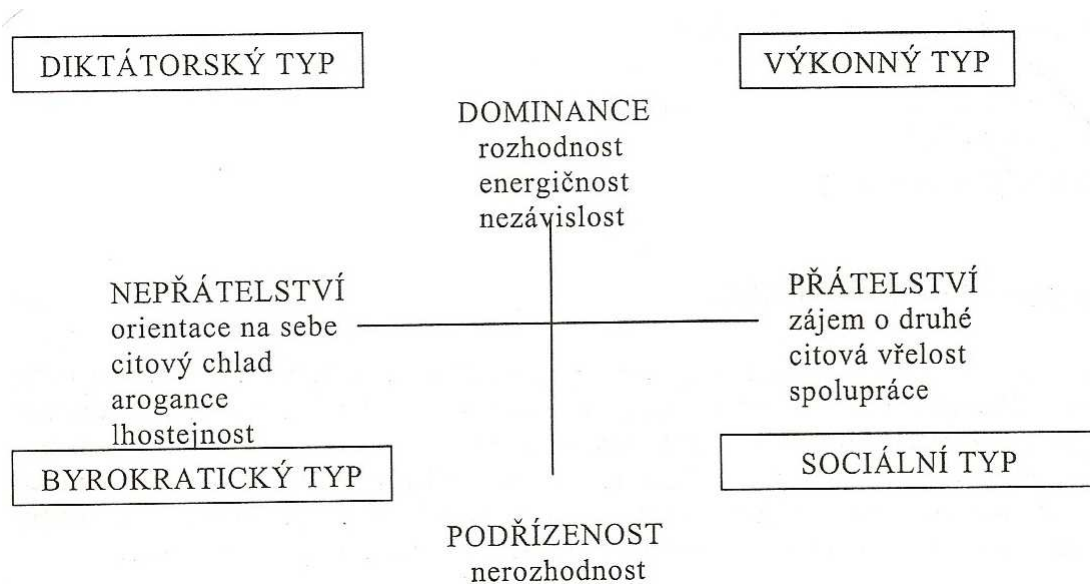 DIKTÁTORSKÝ TYP
VÝKONNÝ TYP
DOMINANCE
rozhodnost
energičnost
nezávislost
NEPŘÁTELSTVÍ
orientace na sebe
citový chlad
arogance
lhostejnost
PŘÁTELSTVÍ
zájem o druhé
citová vřelost
spolupráce
BYROKRATICKÝ TYP
SOCIÁLNÍ TYP
PODŘÍZENOST
nerozhodnost